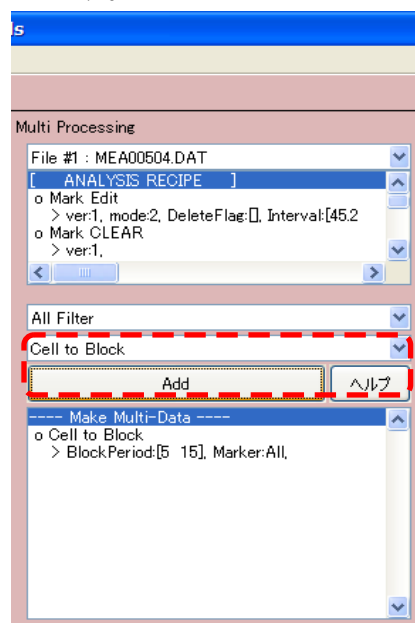 ls
Multi Processing
File #1 : MEA00504.DAT
[ ANALYSIS RECIPE ]
o Mark Edit
> ver:1, mode:2, DeleteFlag:[], Interval:[45.2
o Mark CLEAR
> ver:1,
All Filter
Cell to Block
Add ヘルプ
---- Make Multi-Data ----
o Cell to Block
> BlockPeriod:[5 15], Marker:All,